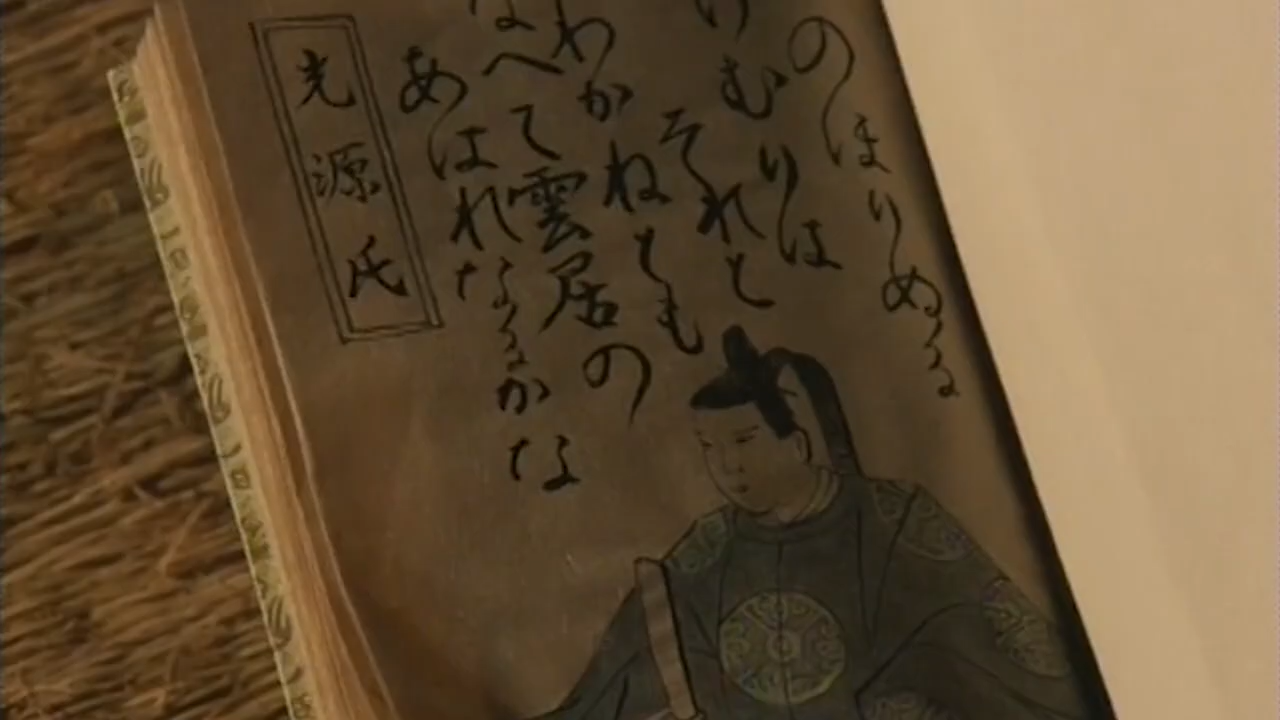 のほりぬる
けむりは
それと
わかねとも
なへて雲居の
あはれなるかな
光源氏